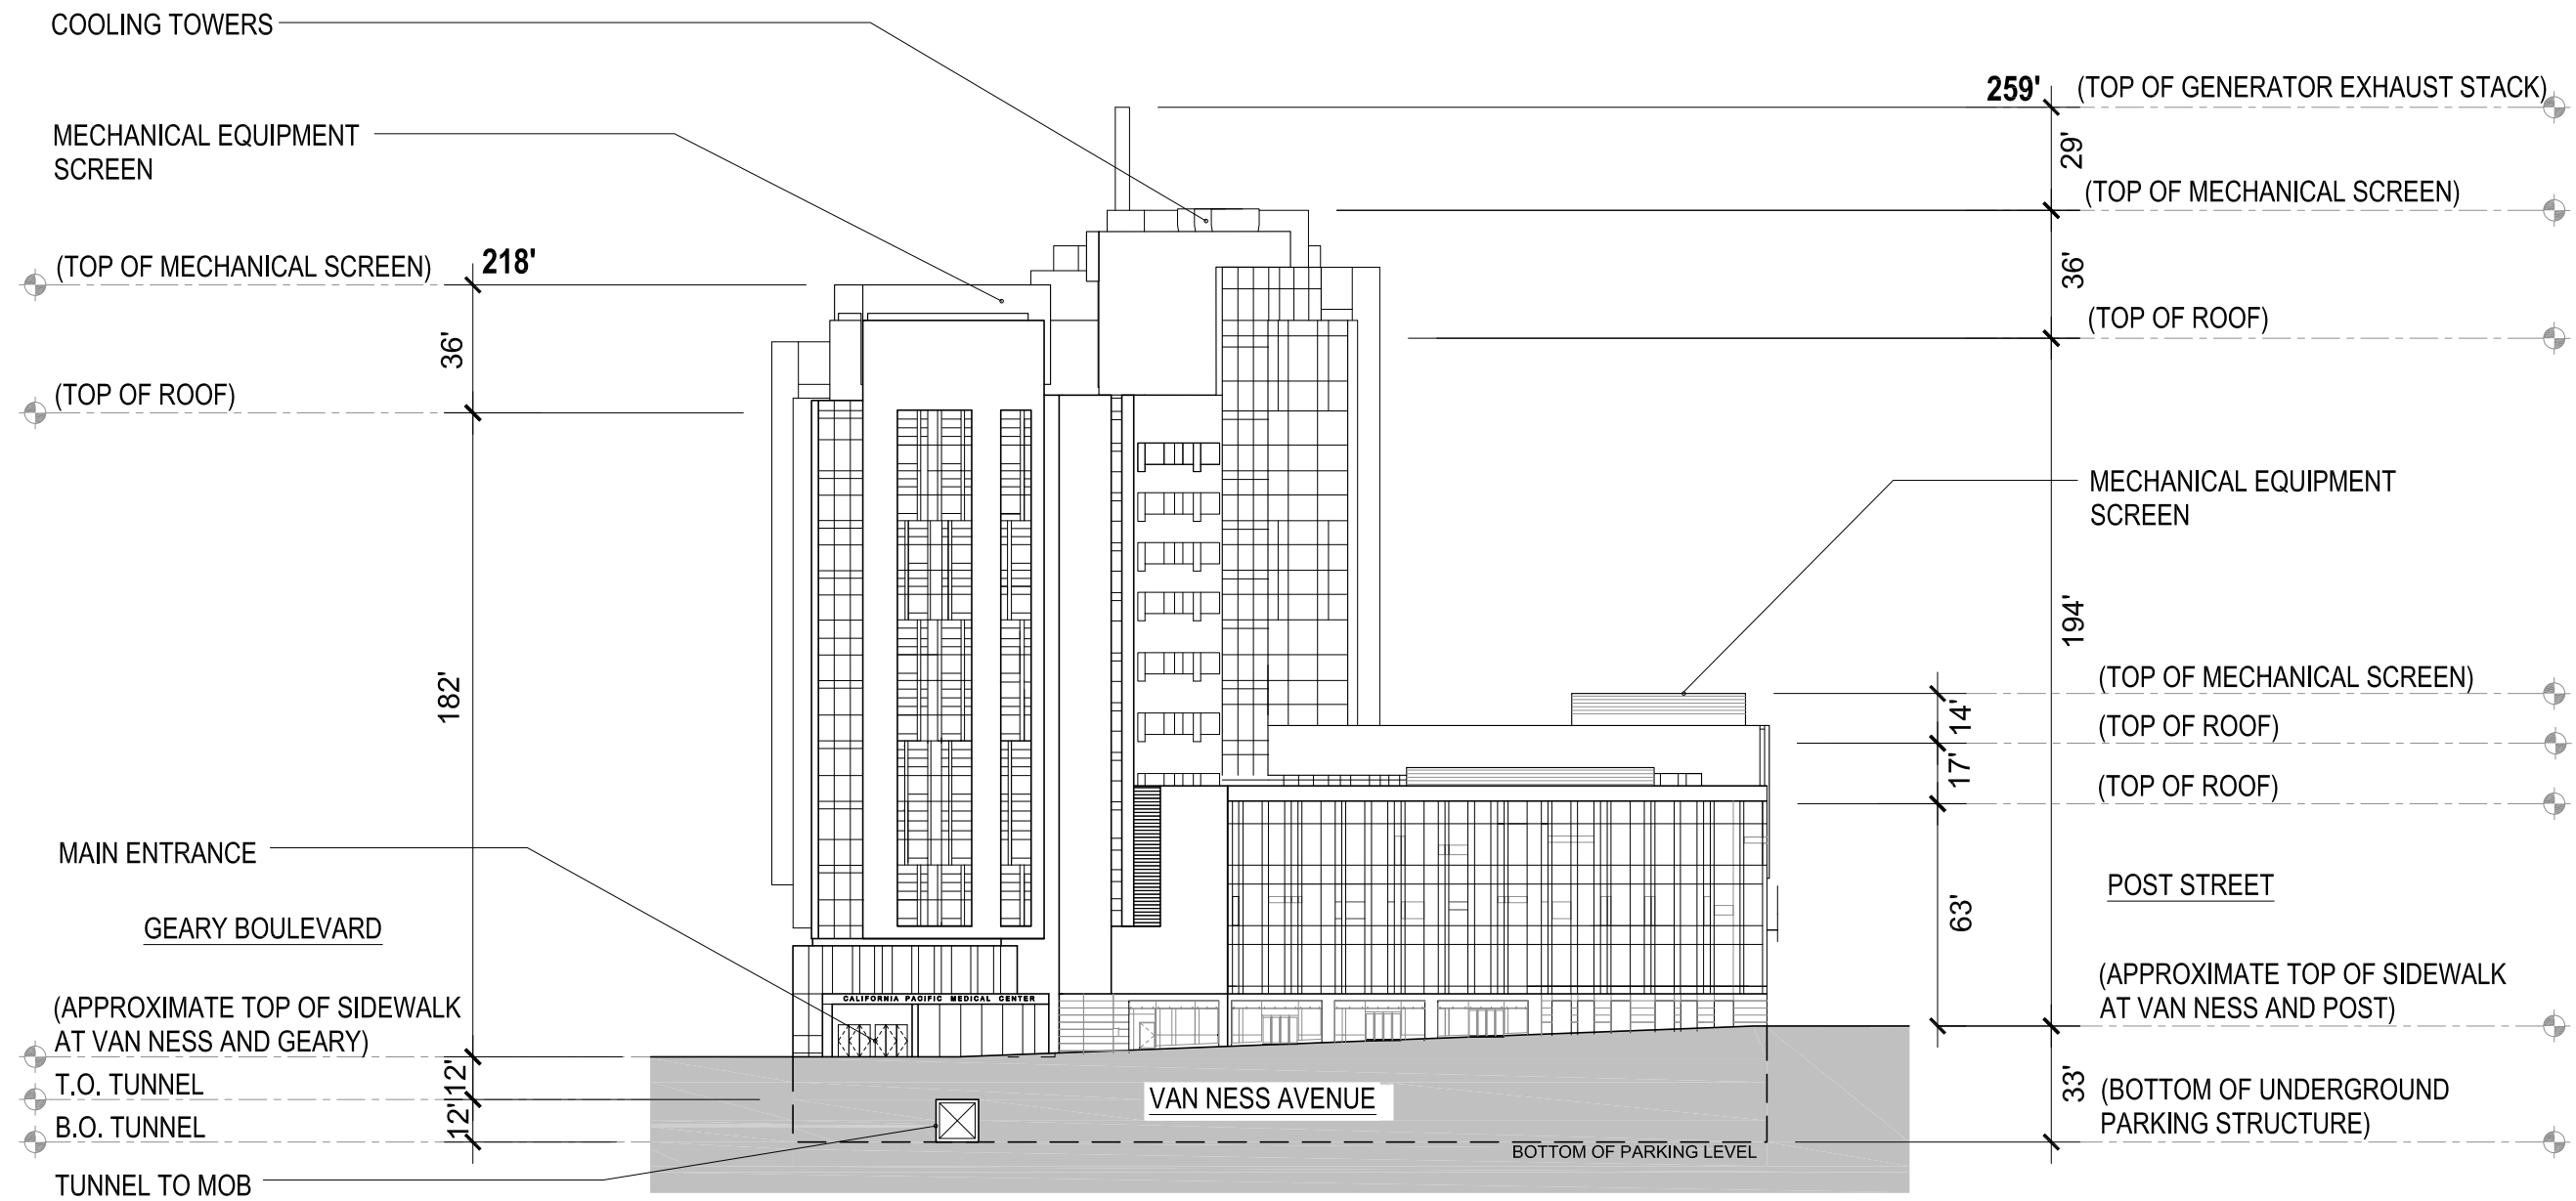 COOLING TOWERS
MECHANICAL EQUIPMENT
SCREEN
(TOP OF MECHANICAL SCREEN)
218'
36'
(TOP OF ROOF)
182'
MAIN ENTRANCE
GEARY BOULEVARD
(APPROXIMATE TOP OF SIDEWALK
AT VAN NESS AND GEARY)
12'
T.O. TUNNEL
12'
B.O. TUNNEL
TUNNEL TO MOB
CALIFORNIA PACIFIC MEDICAL CENTER
VAN NESS AVENUE
BOTTOM OF PARKING LEVEL
259'
(TOP OF GENERATOR EXHAUST STACK)
29'
(TOP OF MECHANICAL SCREEN)
36'
(TOP OF ROOF)
MECHANICAL EQUIPMENT
SCREEN
194'
(TOP OF MECHANICAL SCREEN)
14'
(TOP OF ROOF)
17'
(TOP OF ROOF)
63'
POST STREET
(APPROXIMATE TOP OF SIDEWALK
AT VAN NESS AND POST)
33'
(BOTTOM OF UNDERGROUND
PARKING STRUCTURE)